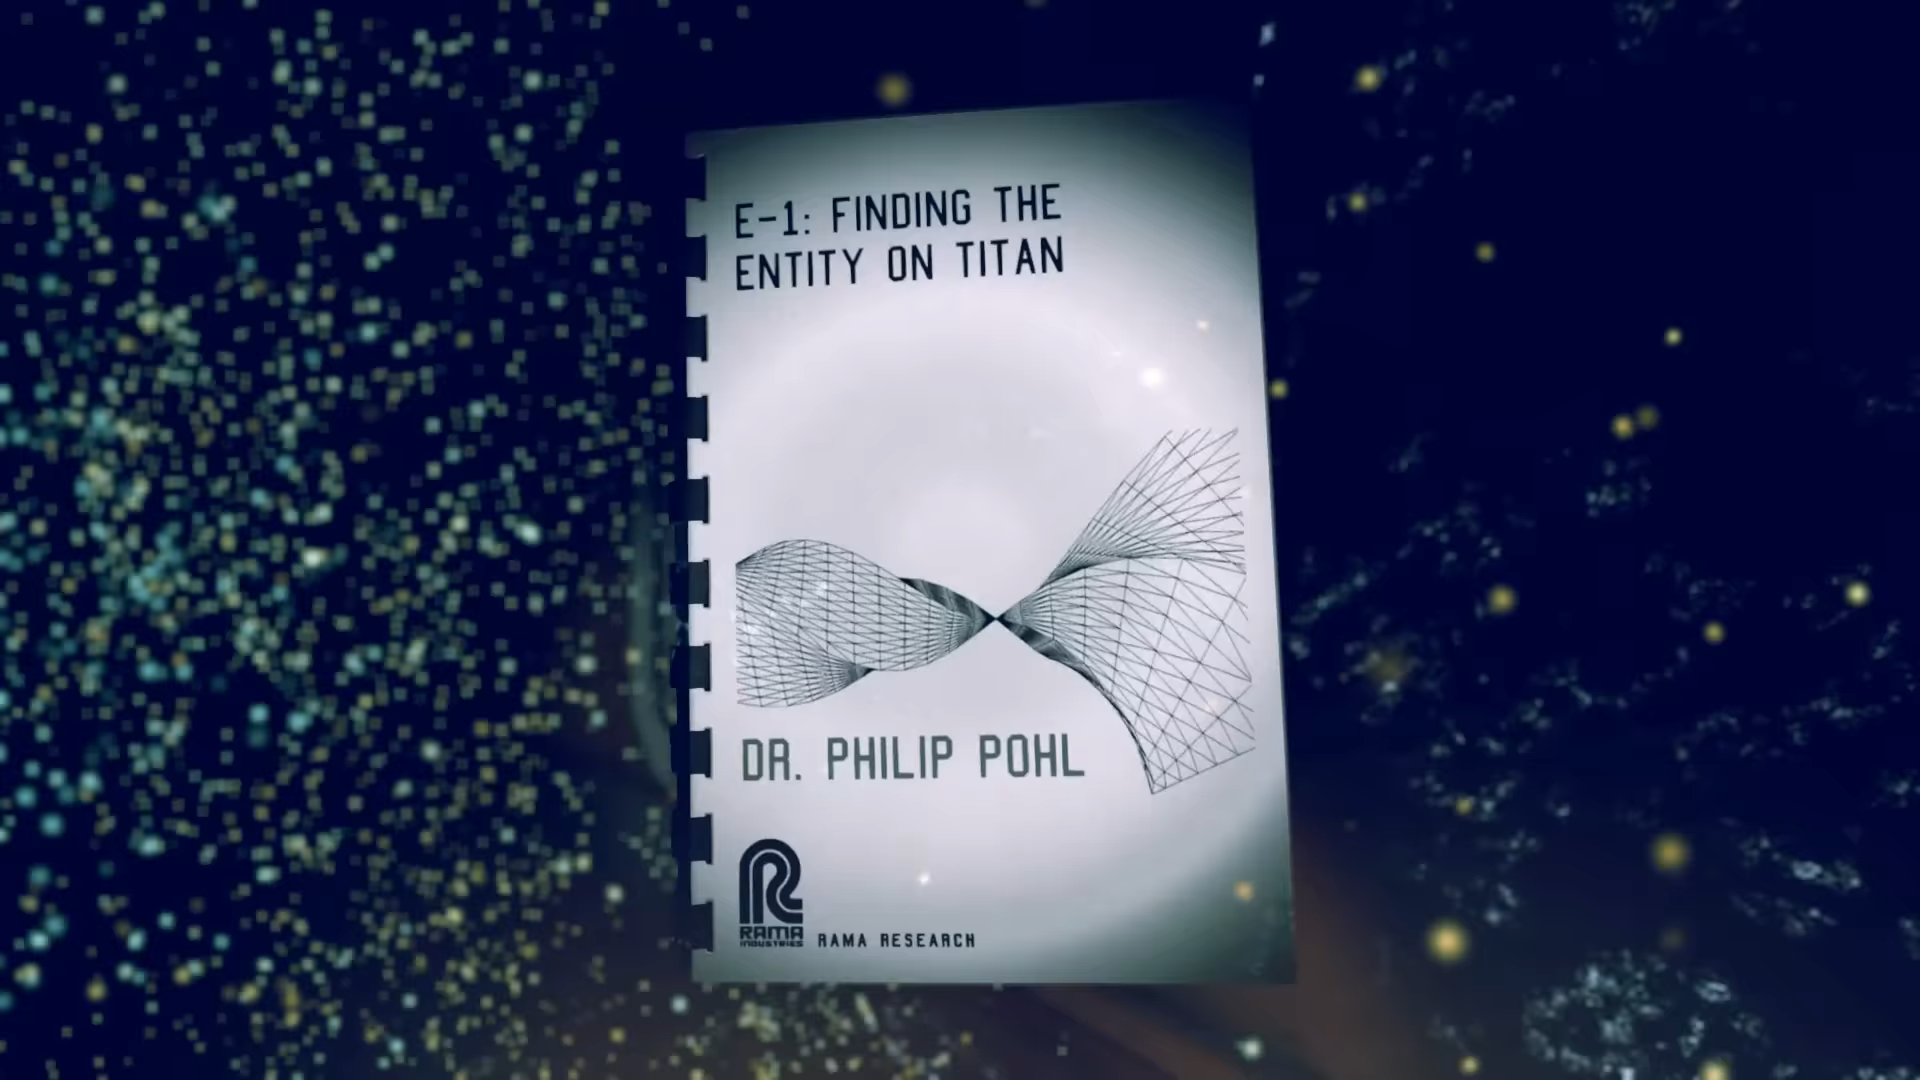 E-1: FINDING THE
ENTITY ON TITAN
DR. PHILIP POHL
RAMA
INDUSTRIES
RAMA RESEARCH